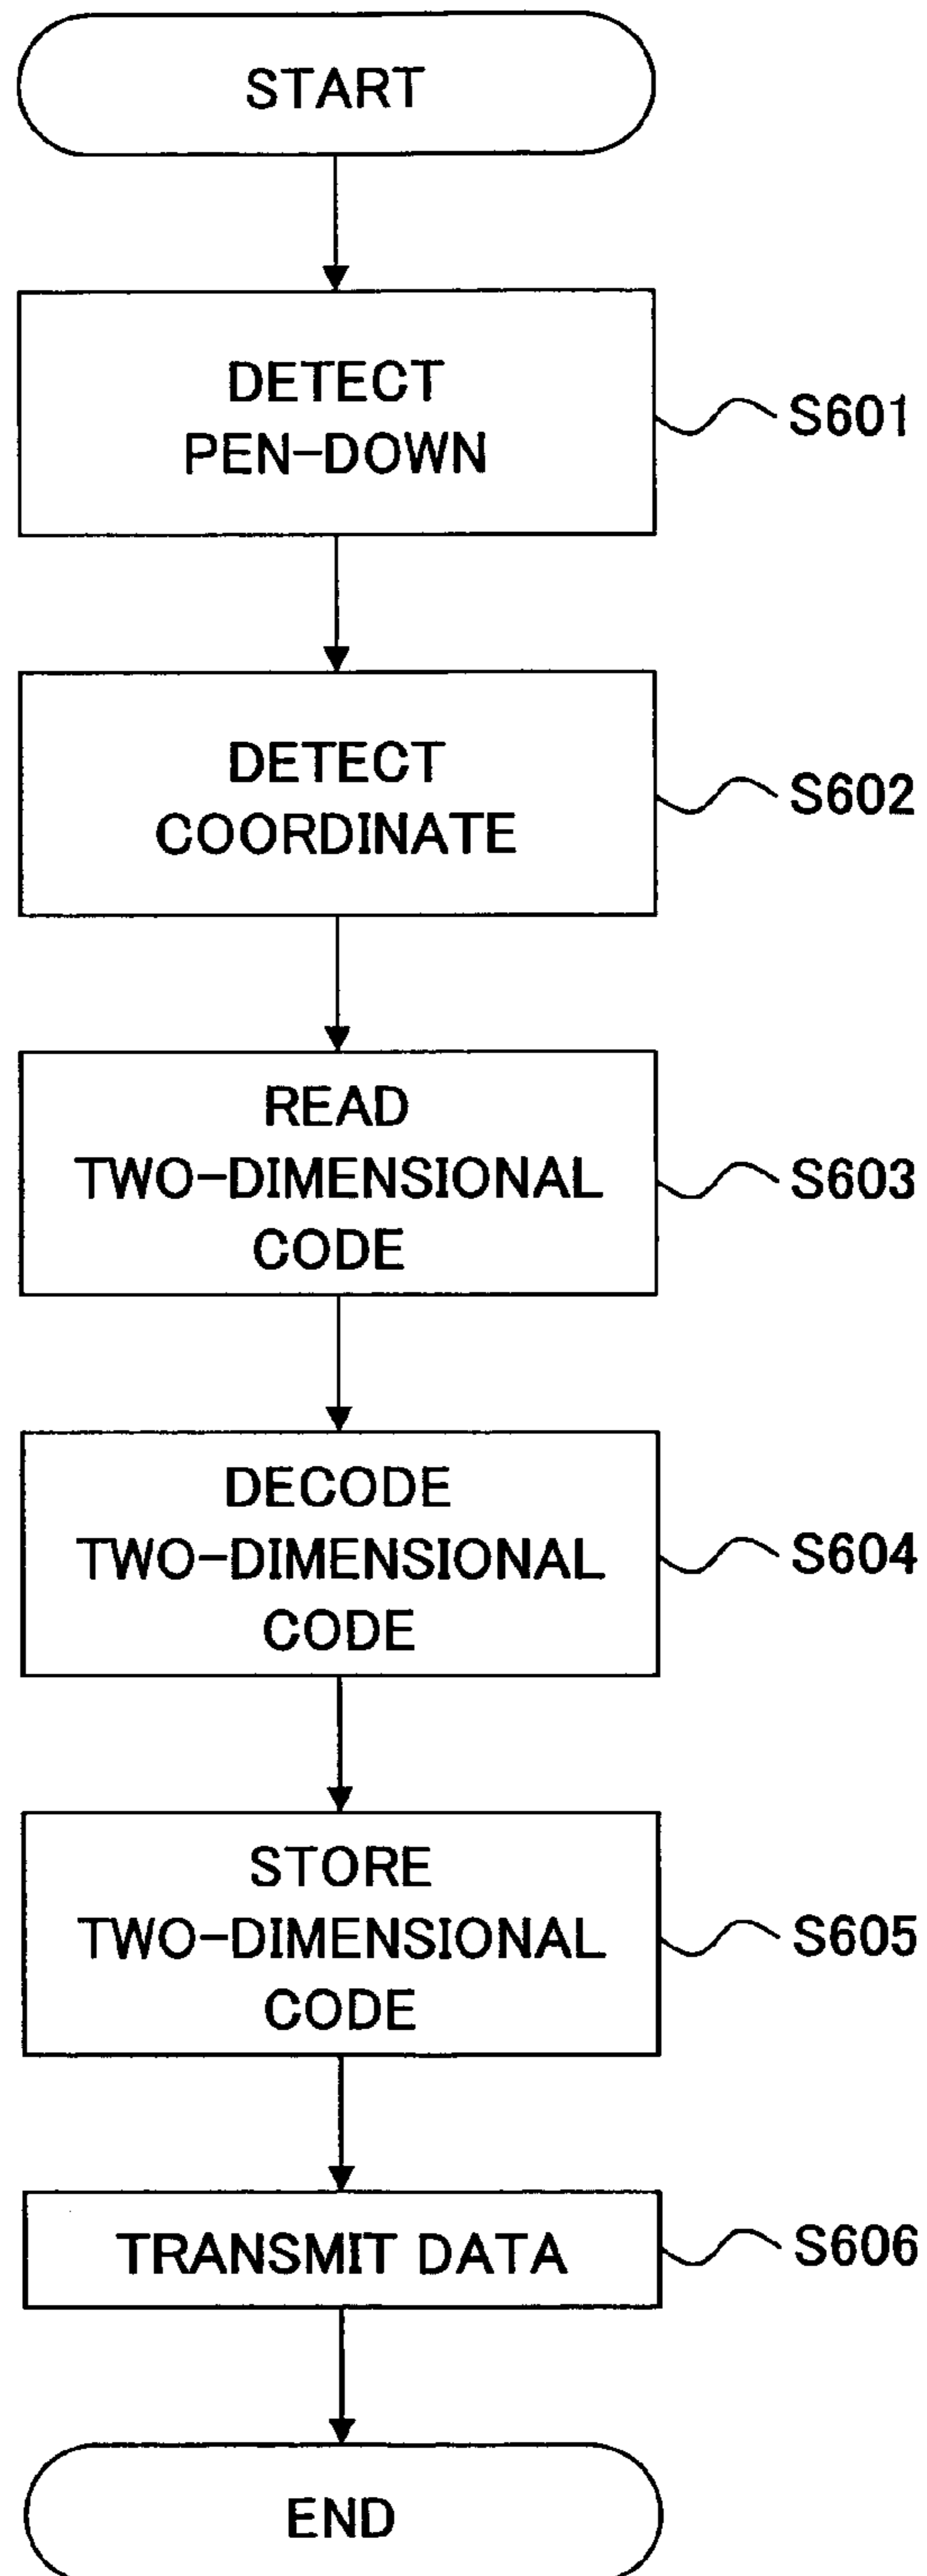 START
DETECT
PEN-DOWN
S601
DETECT
COORDINATE
S602
READ
TWO-DIMENSIONAL
CODE
S603
DECODE
TWO-DIMENSIONAL
CODE
S604
STORE
TWO-DIMENSIONAL
CODE
S605
TRANSMIT DATA
S606
END